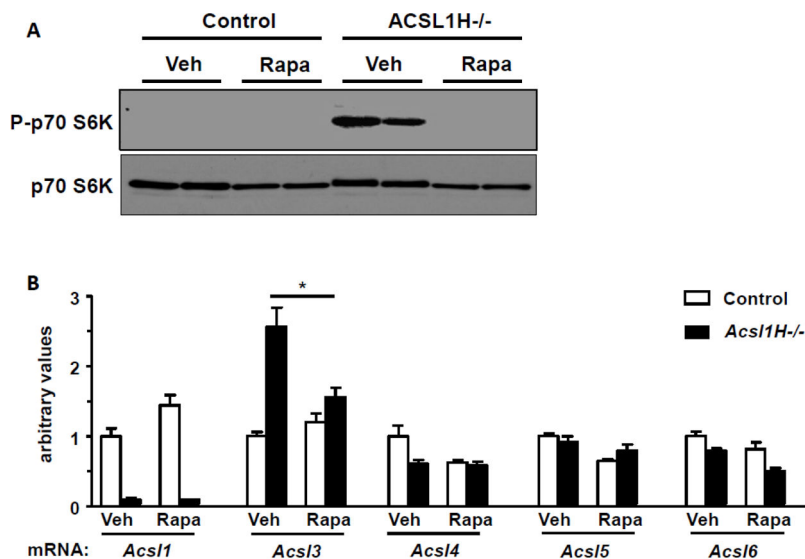 A
Control ACSL1H-/-
Veh Rapa Veh Rapa
P-p70 S6K
p70 S6K
B
Control
Acsl1H-/-
arbitrary values
3
2
1
0
Veh Rapa Veh Rapa Veh Rapa Veh Rapa Veh Rapa
mRNA: Acsl1 Acsl3 Acsl4 Acsl5 Acsl6
*